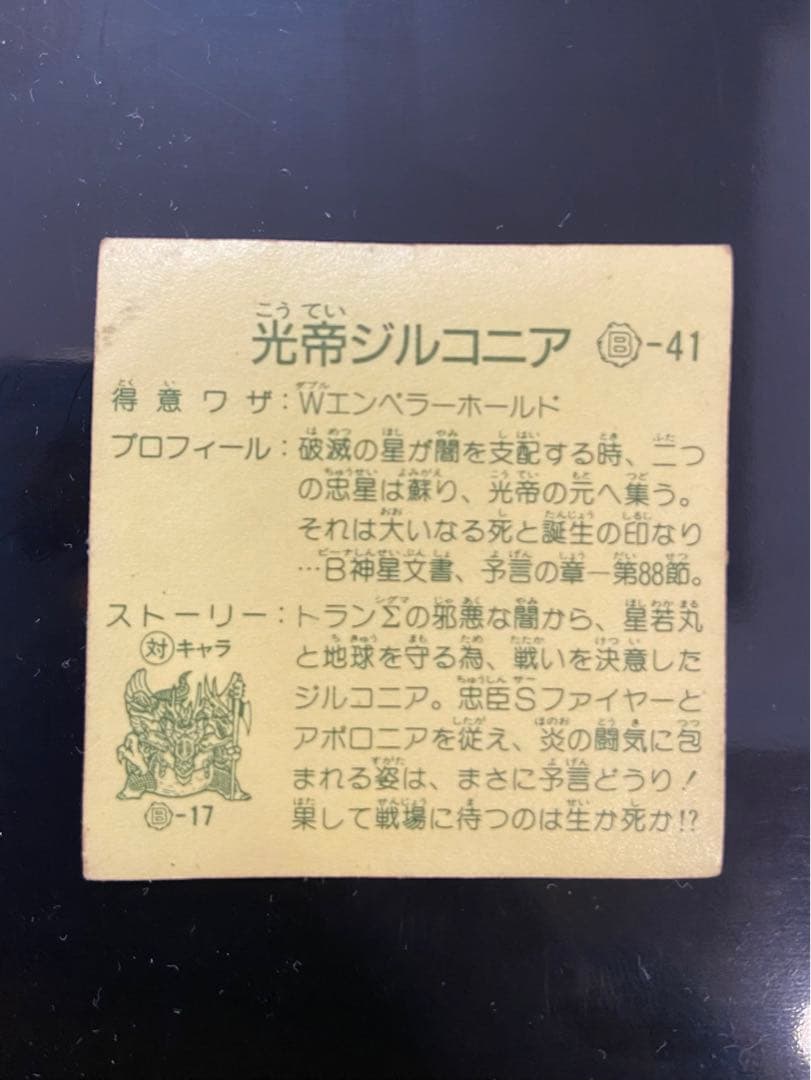 こうてい
光帝ジルコニア Ⓑ-41
得意ワザ：Wエンペラーホールド
プロフィール：破滅の星が闇を支配する時、二つ
の忠星は蘇り、光帝の元へ集う。
それは大いなる死と誕生の印なり
…B神星文書、予言の章—第88節。
ストーリー：トランΣの邪悪な闇から、星若丸
と地球を守る為、戦いを決意した
ジルコニア。忠臣Sファイヤーと
アポロニアを従え、炎の闘気に包
まれる姿は、まさに予言どうり！
果して戦場に待つのは生か死か!?
対キャラ
Ⓑ-17